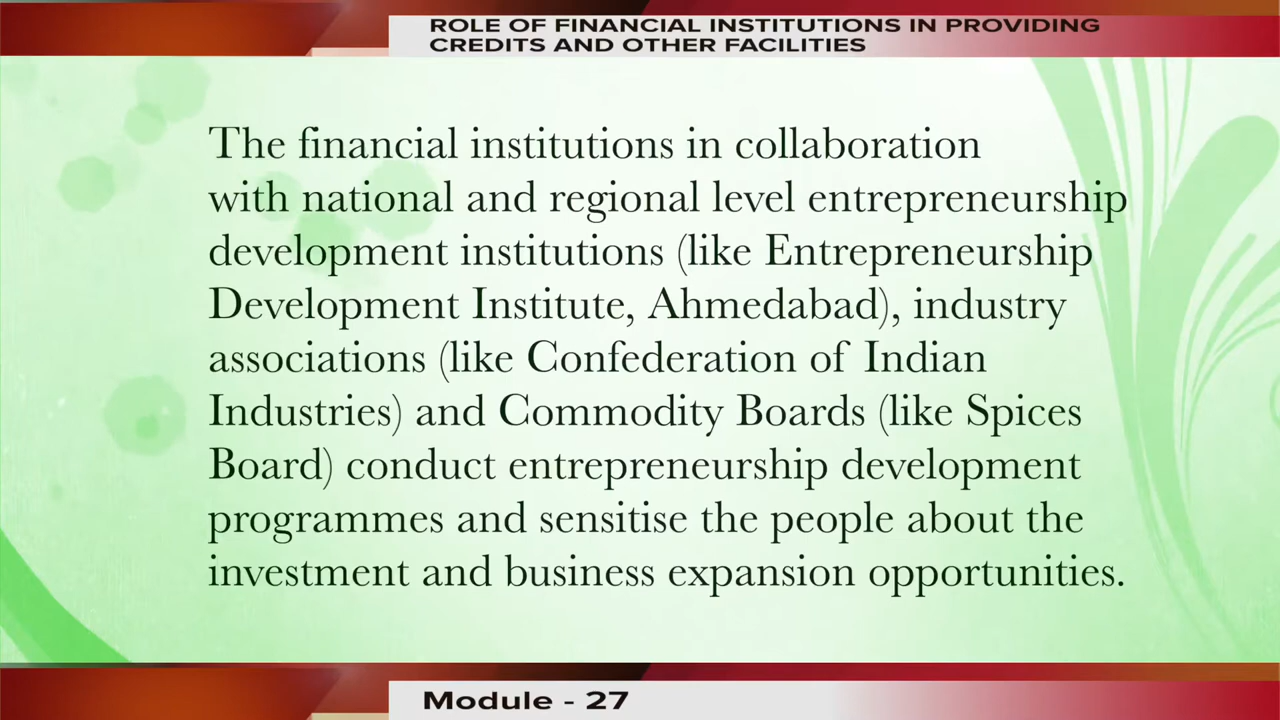 ROLE OF FINANCIAL INSTITUTIONS IN PROVIDING
CREDITS AND OTHER FACILITIES
The financial institutions in collaboration
with national and regional level entrepreneurship
development institutions (like Entrepreneurship
Development Institute, Ahmedabad), industry
associations (like Confederation of Indian
Industries) and Commodity Boards (like Spices
Board) conduct entrepreneurship development
programmes and sensitise the people about the
investment and business expansion opportunities.
Module - 27